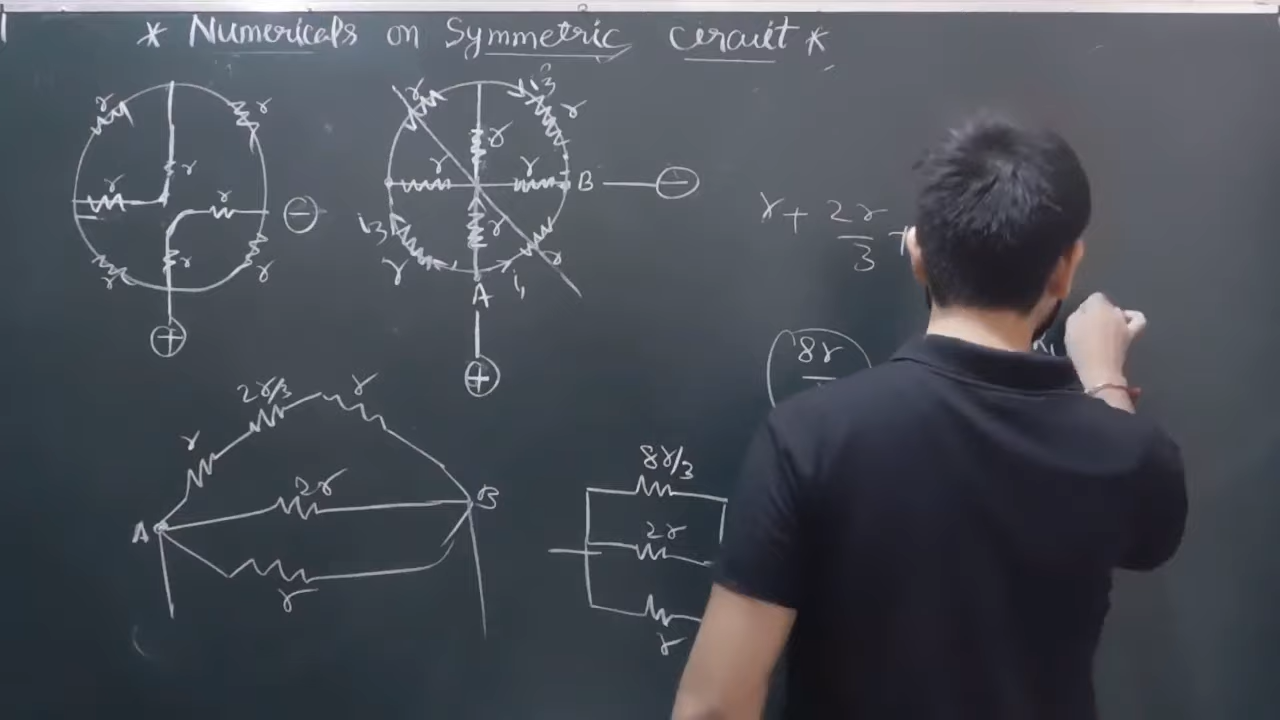 * Numericals on Symmetric circuit *
r
r
r
r
r
r
r
r
−
+
r
i3
r
r
r
r
B
−
i3
r
r
r
A
i1
+
r + 2r/3 +
8r
2r/3
r
r
2r
A
B
r
8r/3
2r
r